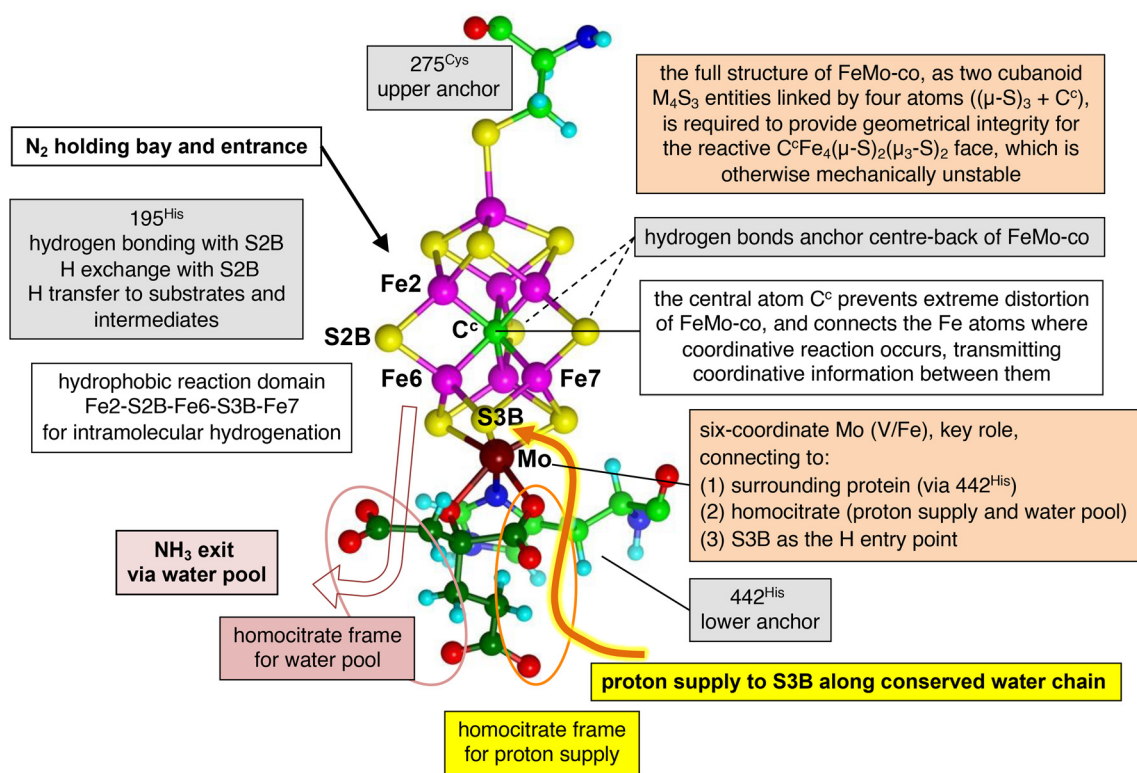 275ᶜʸˢ
upper anchor
the full structure of FeMo-co, as two cubanoid
M₄S₃ entities linked by four atoms ((µ-S)₃ + Cᶜ),
is required to provide geometrical integrity for
the reactive CᶜFe₄(µ-S)₂(µ₃-S)₂ face, which is
otherwise mechanically unstable
N₂ holding bay and entrance
195ᴴⁱˢ
hydrogen bonding with S2B
H exchange with S2B
H transfer to substrates and
intermediates
hydrogen bonds anchor centre-back of FeMo-co
Fe2
the central atom Cᶜ prevents extreme distortion
of FeMo-co, and connects the Fe atoms where
coordinative reaction occurs, transmitting
coordinative information between them
S2B
Cᶜ
Fe6
Fe7
hydrophobic reaction domain
Fe2-S2B-Fe6-S3B-Fe7
for intramolecular hydrogenation
S3B
Mo
six-coordinate Mo (V/Fe), key role,
connecting to:
(1) surrounding protein (via 442ᴴⁱˢ)
(2) homocitrate (proton supply and water pool)
(3) S3B as the H entry point
NH₃ exit
via water pool
442ᴴⁱˢ
lower anchor
homocitrate frame
for water pool
proton supply to S3B along conserved water chain
homocitrate frame
for proton supply